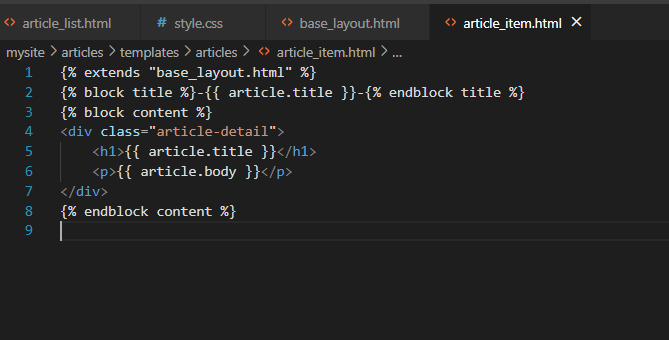 article_list.html # style.css base_layout.html article_item.html ×
mysite > articles > templates > articles > article_item.html > ...
1 {% extends "base_layout.html" %}
2 {% block title %}-{{ article.title }}-{% endblock title %}
3 {% block content %}
4 <div class="article-detail">
5     <h1>{{ article.title }}</h1>
6     <p>{{ article.body }}</p>
7 </div>
8 {% endblock content %}
9